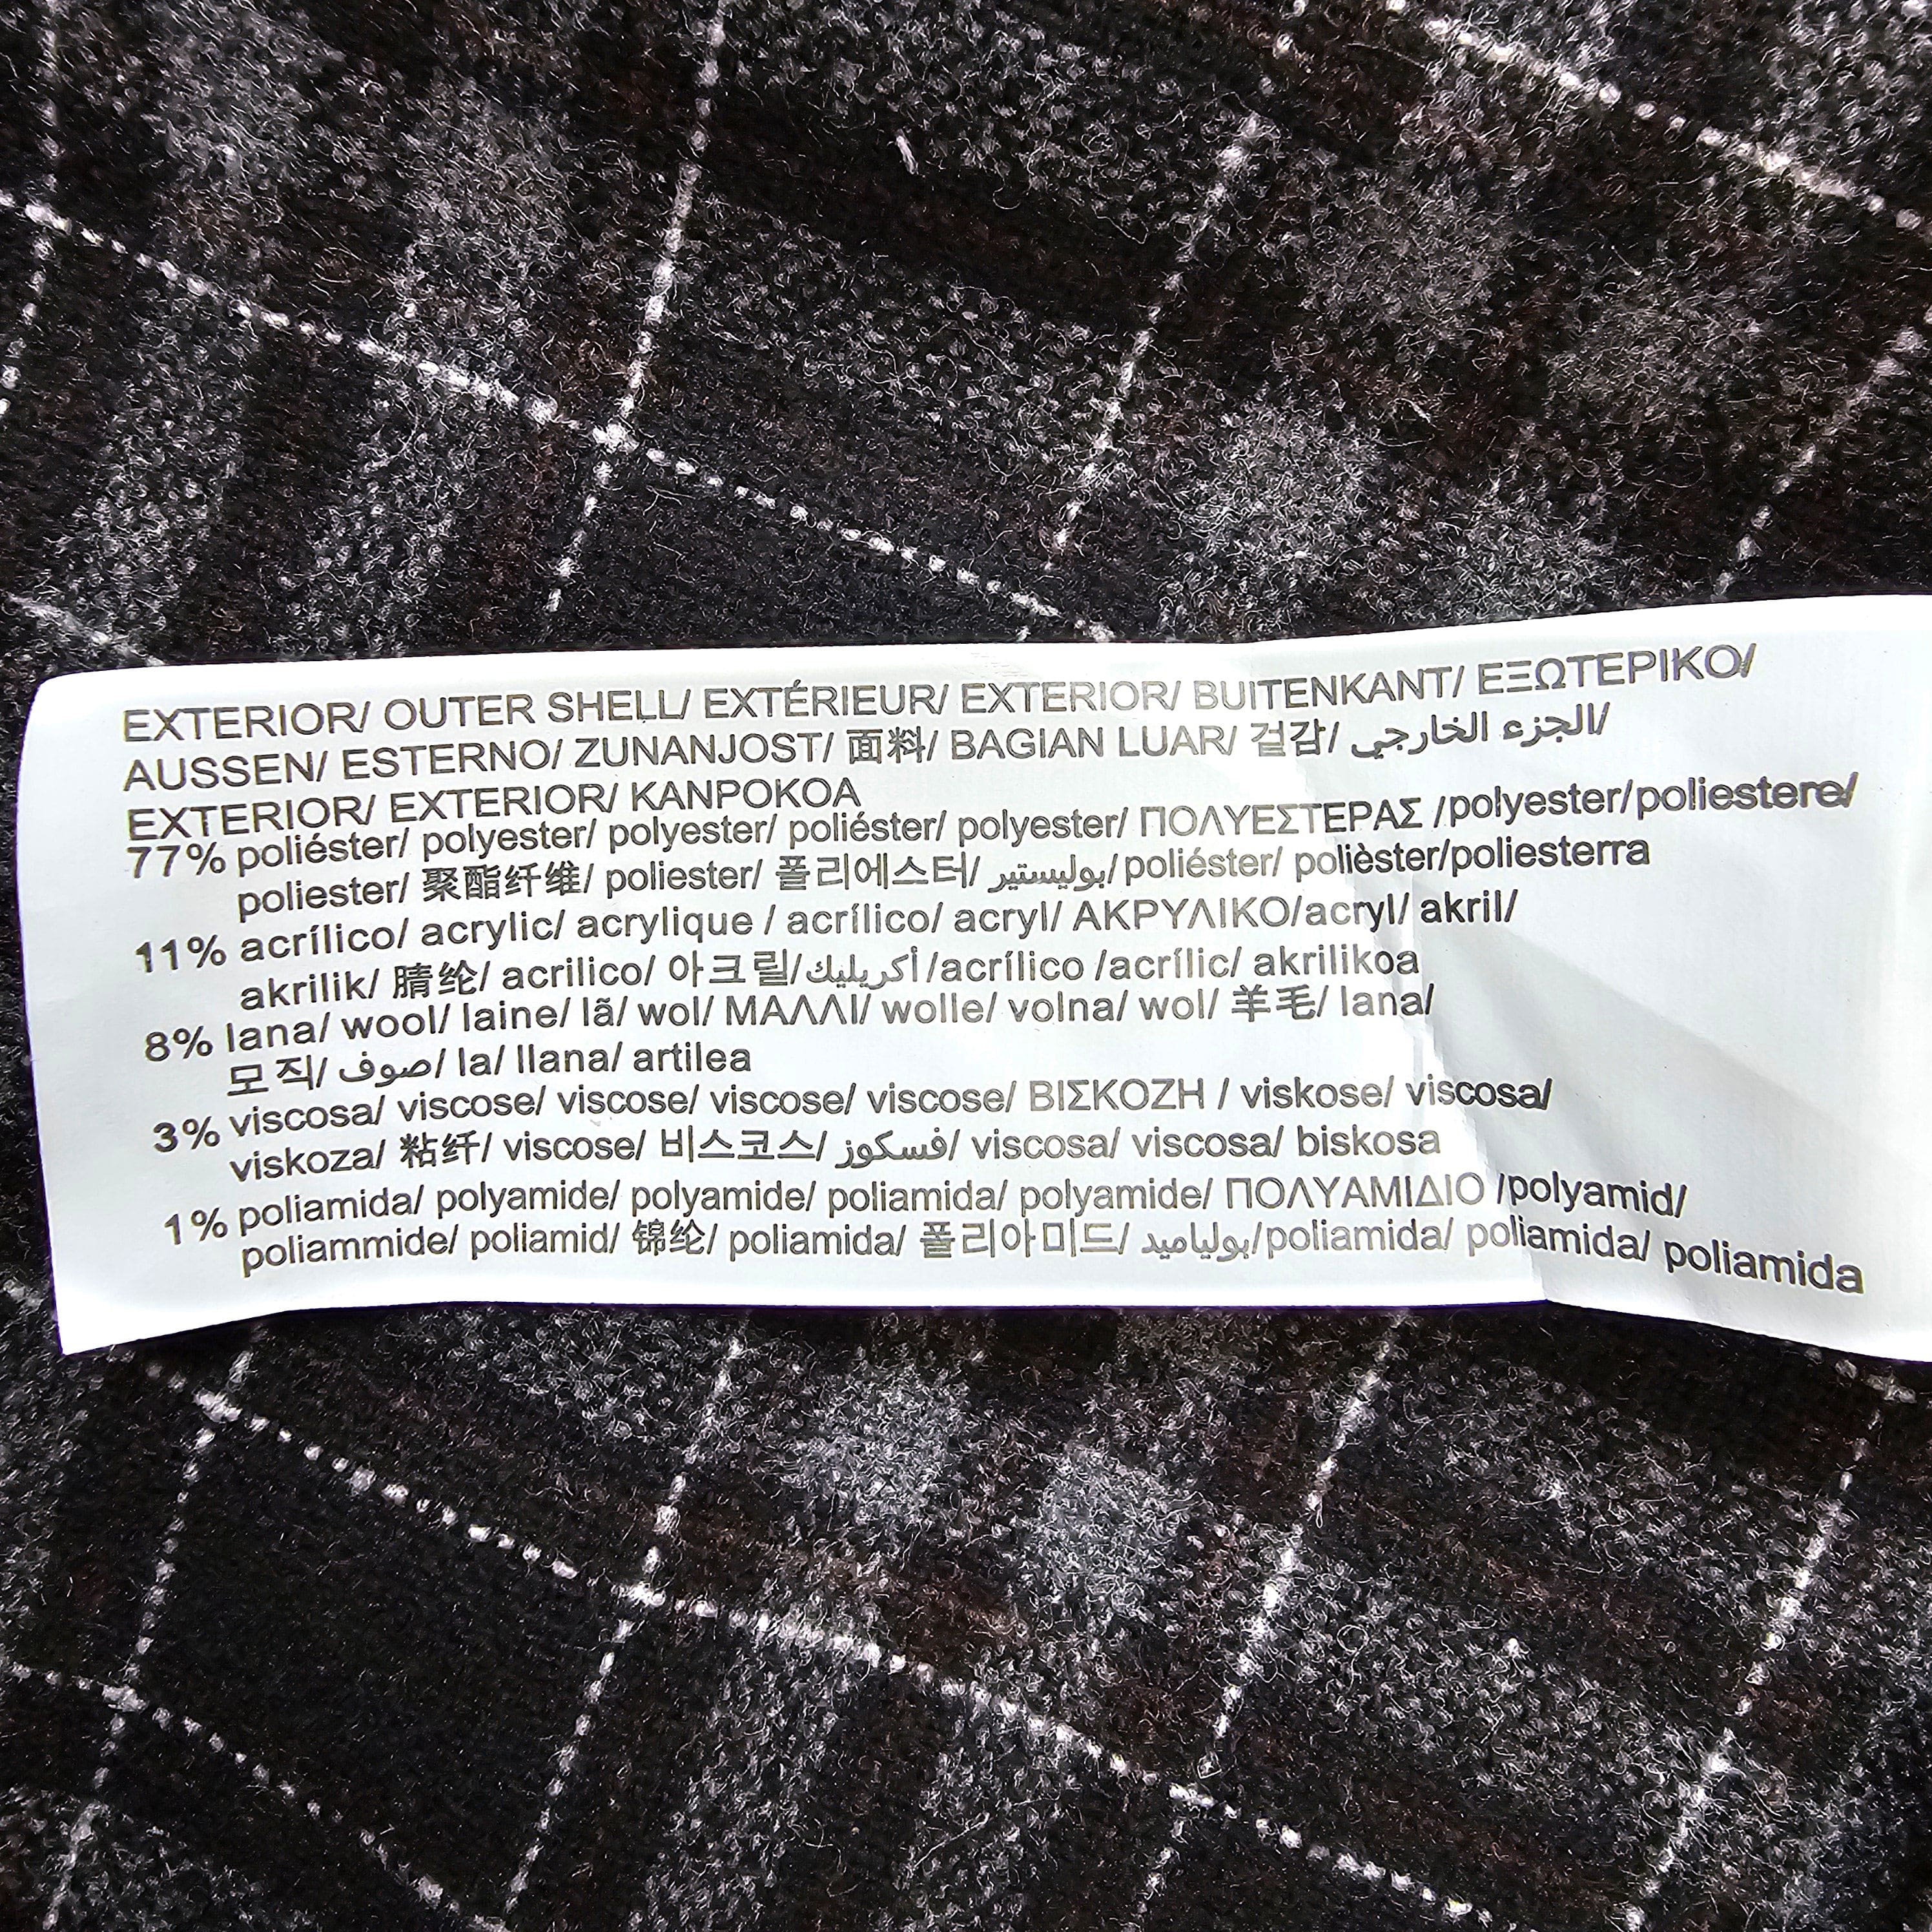 EXTERIOR/ OUTER SHELL/ EXTÉRIEUR/ EXTERIOR/ BUITENKANT/ ΕΞΩΤΕΡΙΚΟ/
AUSSEN/ ESTERNO/ ZUNANJOST/ 面料/ BAGIAN LUAR/ 겉감/ الجزء الخارجي/
EXTERIOR/ EXTERIOR/ KANPOKOA
77% poliéster/ polyester/ polyester/ poliéster/ polyester/ ΠΟΛΥΕΣΤΕΡΑΣ /polyester/poliestere/
poliester/ 聚酯纤维/ poliester/ 폴리에스터/ بوليستير/poliéster/ polièster/poliesterra
11% acrílico/ acrylic/ acrylique / acrílico/ acryl/ ΑΚΡΥΛΙΚΟ/acryl/ akril/
akrilik/ 腈纶/ acrilico/ 아크릴/أكريليك/acrílico /acrílic/ akrilikoa
8% lana/ wool/ laine/ lã/ wol/ ΜΑΛΛΙ/ wolle/ volna/ wol/ 羊毛/ lana/
모직/ صوف/ la/ llana/ artilea
3% viscosa/ viscose/ viscose/ viscose/ viscose/ ΒΙΣΚΟΖΗ / viskose/ viscosa/
viskoza/ 粘纤/ viscose/ 비스코스/ فسكوز/ viscosa/ viscosa/ biskosa
1% poliamida/ polyamide/ polyamide/ poliamida/ polyamide/ ΠΟΛΥΑΜΙΔΙΟ /polyamid/
poliammide/ poliamid/ 锦纶/ poliamida/ 폴리아미드/ بولياميد/poliamida/ poliamida/ poliamida